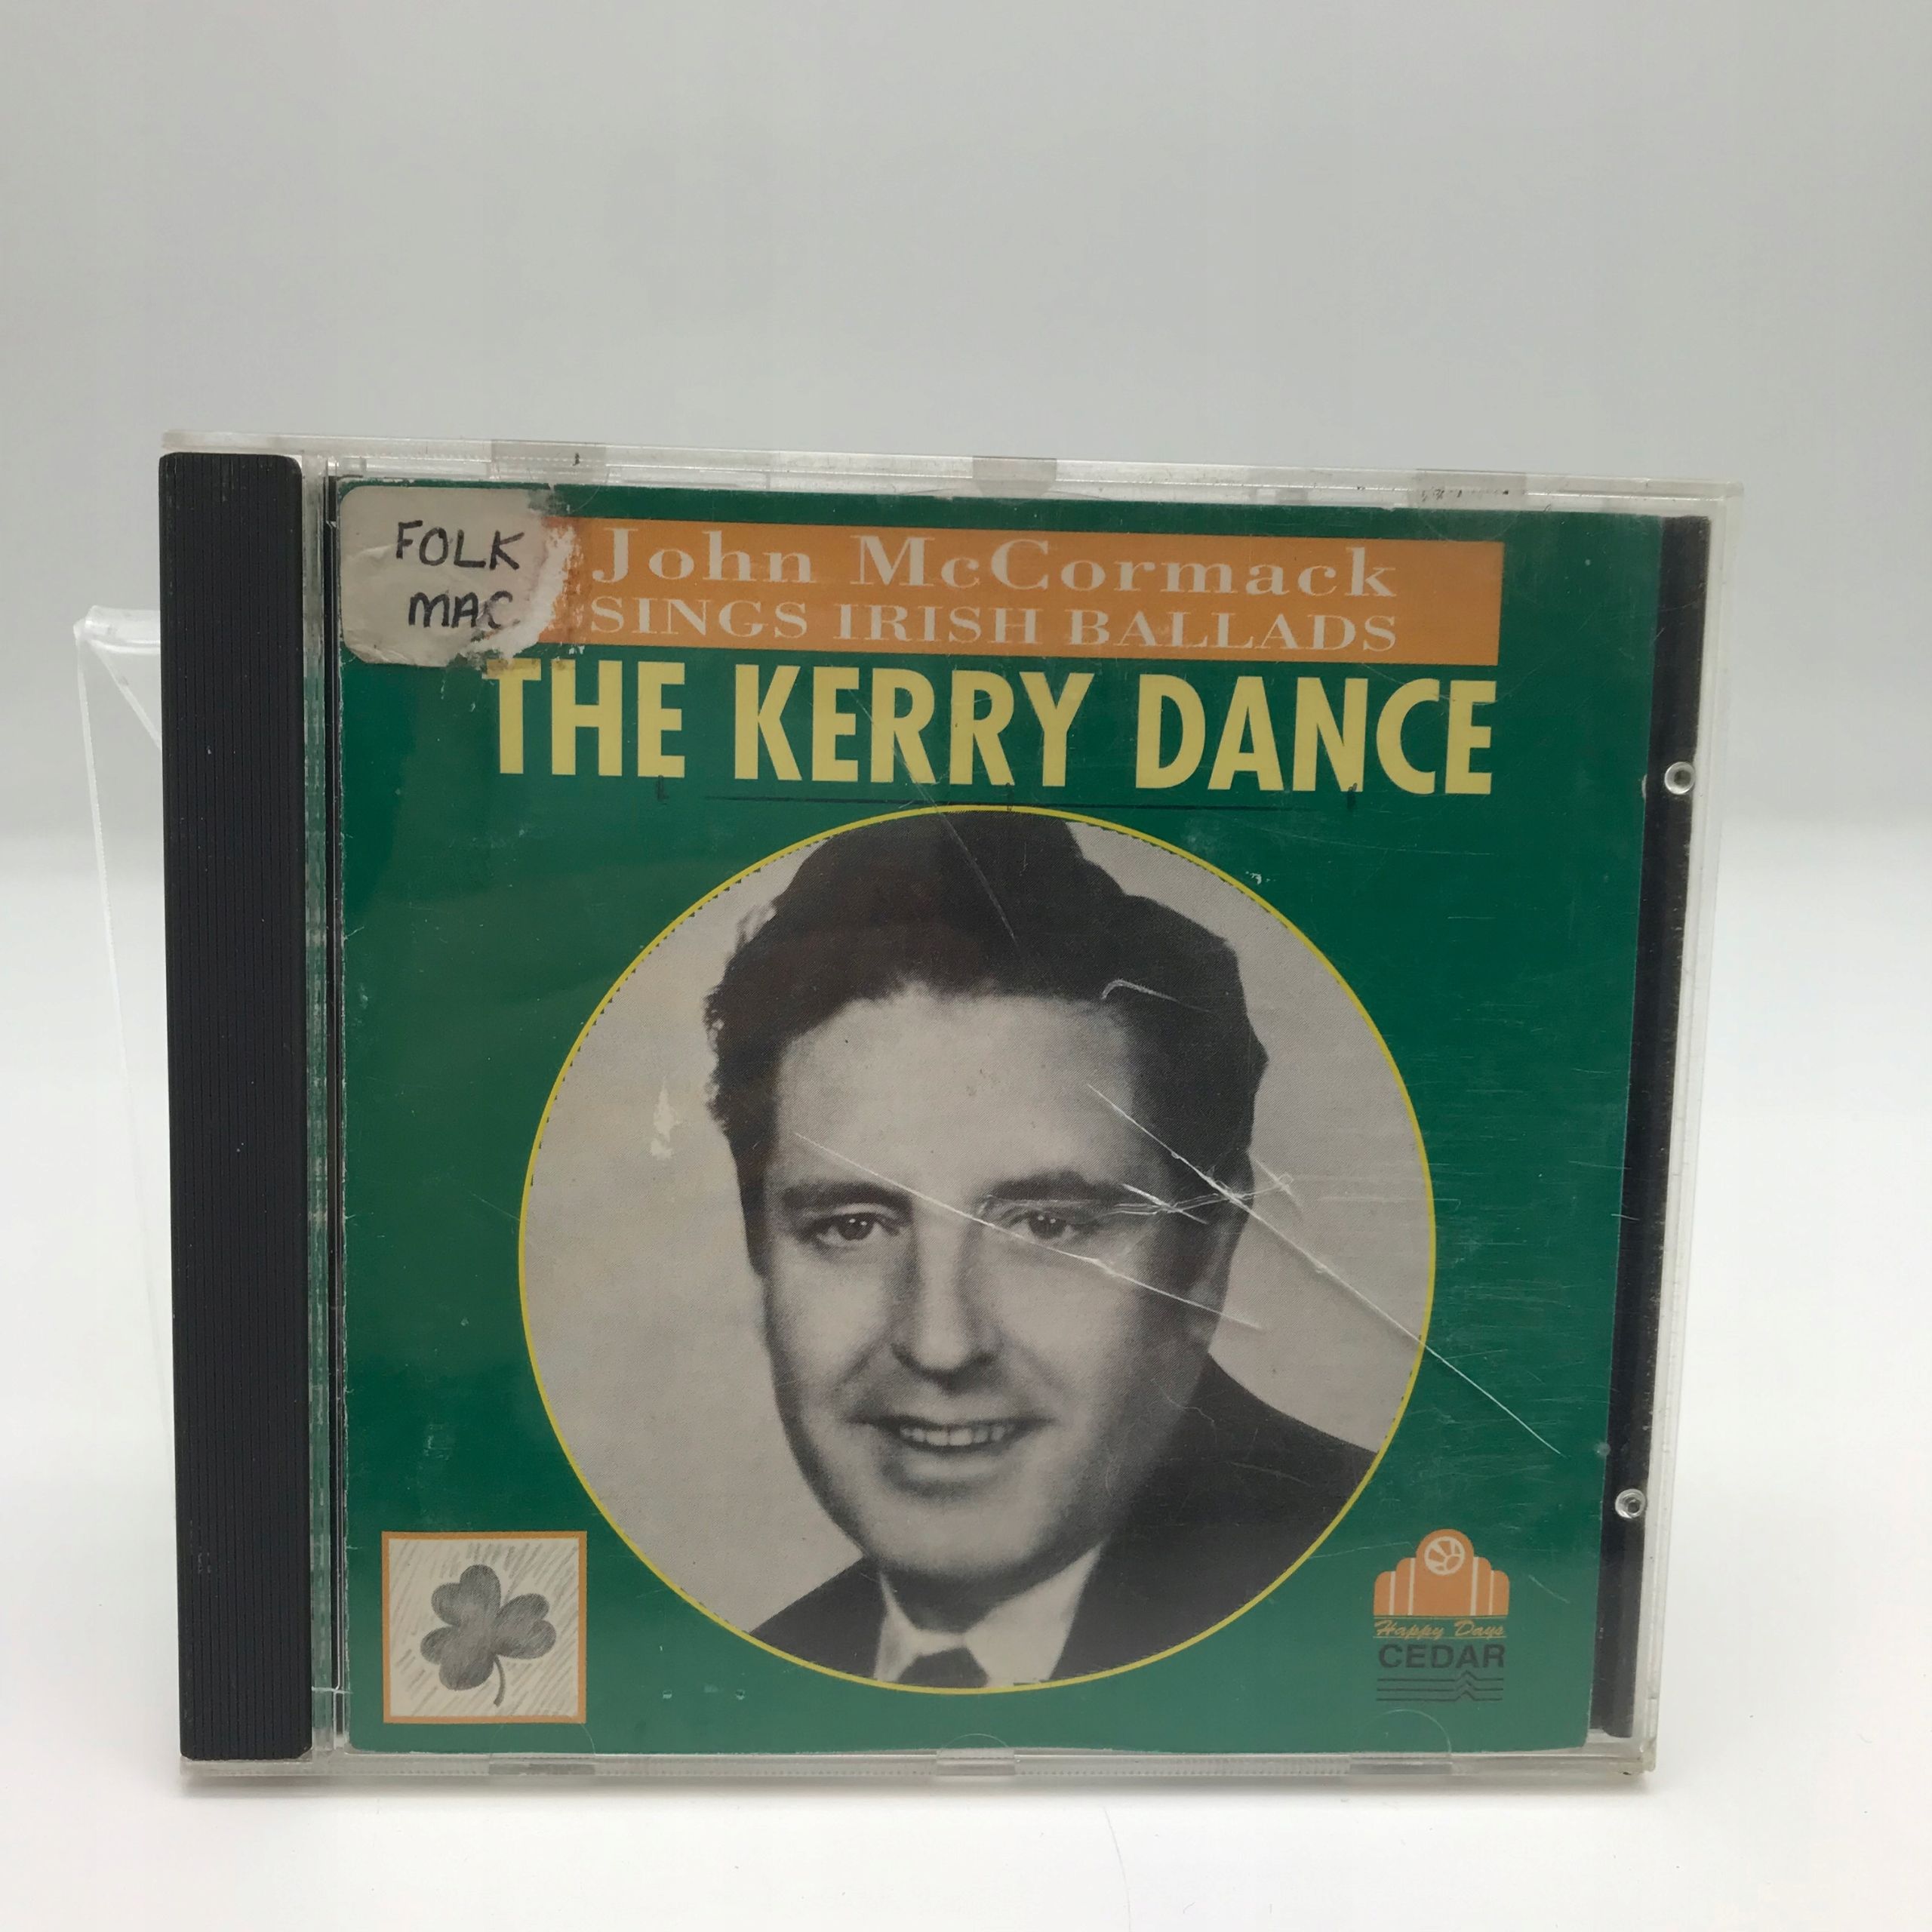 FOLK
MAC
John McCormack
SINGS IRISH BALLADS
THE KERRY DANCE
Happy Days
CEDAR